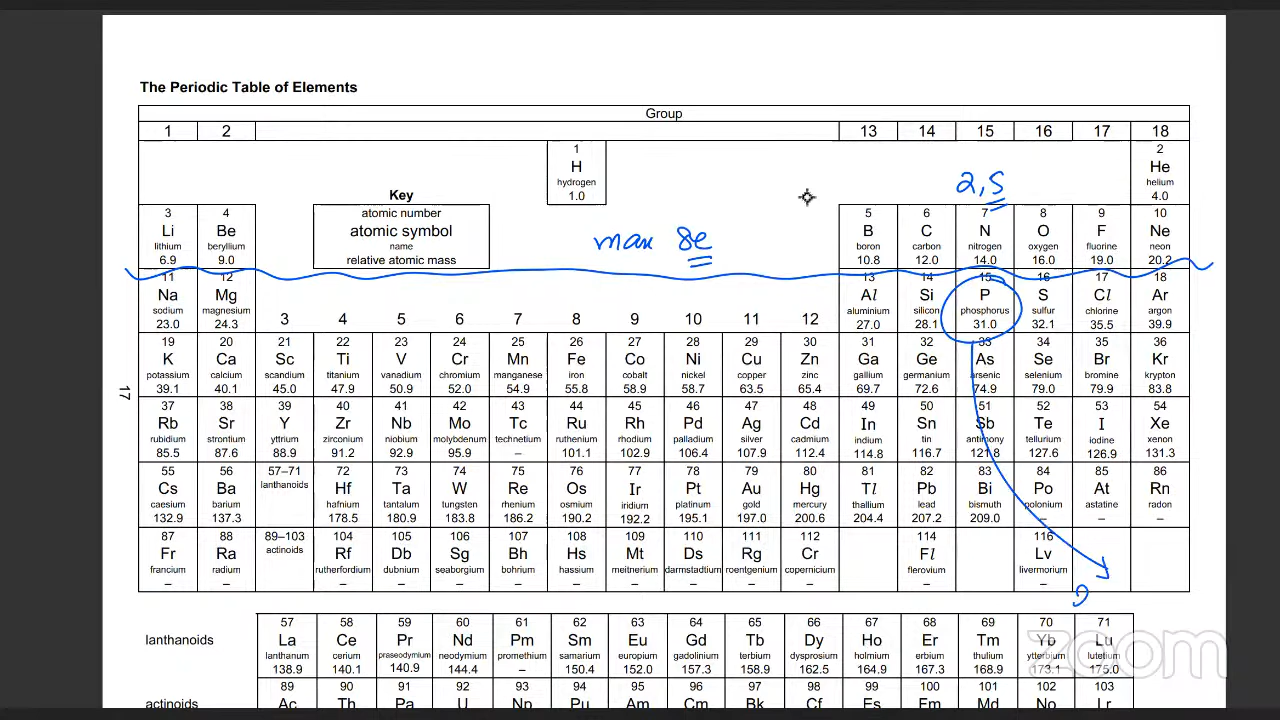 The Periodic Table of Elements
Group
1 2 13 14 15 16 17 18
1 2
H He
hydrogen helium
1.0 4.0
Key
2,5
3 4 atomic number 5 6 7 8 9 10
Li Be atomic symbol B C N O F Ne
lithium beryllium name boron carbon nitrogen oxygen fluorine neon
6.9 9.0 relative atomic mass 10.8 12.0 14.0 16.0 19.0 20.2
max 8e
11 12 13 14 15 16 17 18
Na Mg Al Si P S Cl Ar
sodium magnesium aluminium silicon phosphorus sulfur chlorine argon
23.0 24.3 3 4 5 6 7 8 9 10 11 12 27.0 28.1 31.0 32.1 35.5 39.9
19 20 21 22 23 24 25 26 27 28 29 30 31 32 33 34 35 36
K Ca Sc Ti V Cr Mn Fe Co Ni Cu Zn Ga Ge As Se Br Kr
potassium calcium scandium titanium vanadium chromium manganese iron cobalt nickel copper zinc gallium germanium arsenic selenium bromine krypton
39.1 40.1 45.0 47.9 50.9 52.0 54.9 55.8 58.9 58.7 63.5 65.4 69.7 72.6 74.9 79.0 79.9 83.8
17
37 38 39 40 41 42 43 44 45 46 47 48 49 50 51 52 53 54
Rb Sr Y Zr Nb Mo Tc Ru Rh Pd Ag Cd In Sn Sb Te I Xe
rubidium strontium yttrium zirconium niobium molybdenum technetium ruthenium rhodium palladium silver cadmium indium tin antimony tellurium iodine xenon
85.5 87.6 88.9 91.2 92.9 95.9 – 101.1 102.9 106.4 107.9 112.4 114.8 116.7 121.8 127.6 126.9 131.3
55 56 57–71 72 73 74 75 76 77 78 79 80 81 82 83 84 85 86
Cs Ba lanthanoids Hf Ta W Re Os Ir Pt Au Hg Tl Pb Bi Po At Rn
caesium barium hafnium tantalum tungsten rhenium osmium iridium platinum gold mercury thallium lead bismuth polonium astatine radon
132.9 137.3 178.5 180.9 183.8 186.2 190.2 192.2 195.1 197.0 200.6 204.4 207.2 209.0 – – –
87 88 89–103 104 105 106 107 108 109 110 111 112 114 116
Fr Ra actinoids Rf Db Sg Bh Hs Mt Ds Rg Cr Fl Lv
francium radium rutherfordium dubnium seaborgium bohrium hassium meitnerium darmstadtium roentgenium copernicium flerovium livermorium
– – – – – – – – – – – – –
57 58 59 60 61 62 63 64 65 66 67 68 69 70 71
lanthanoids La Ce Pr Nd Pm Sm Eu Gd Tb Dy Ho Er Tm Yb Lu
lanthanum cerium praseodymium neodymium promethium samarium europium gadolinium terbium dysprosium holmium erbium thulium ytterbium lutetium
138.9 140.1 140.9 144.4 – 150.4 152.0 157.3 158.9 162.5 164.9 167.3 168.9 173.1 175.0
89 90 91 92 93 94 95 96 97 98 99 100 101 102 103
actinoids Ac Th Pa U Np Pu Am Cm Bk Cf Es Fm Md No Lr
zoom